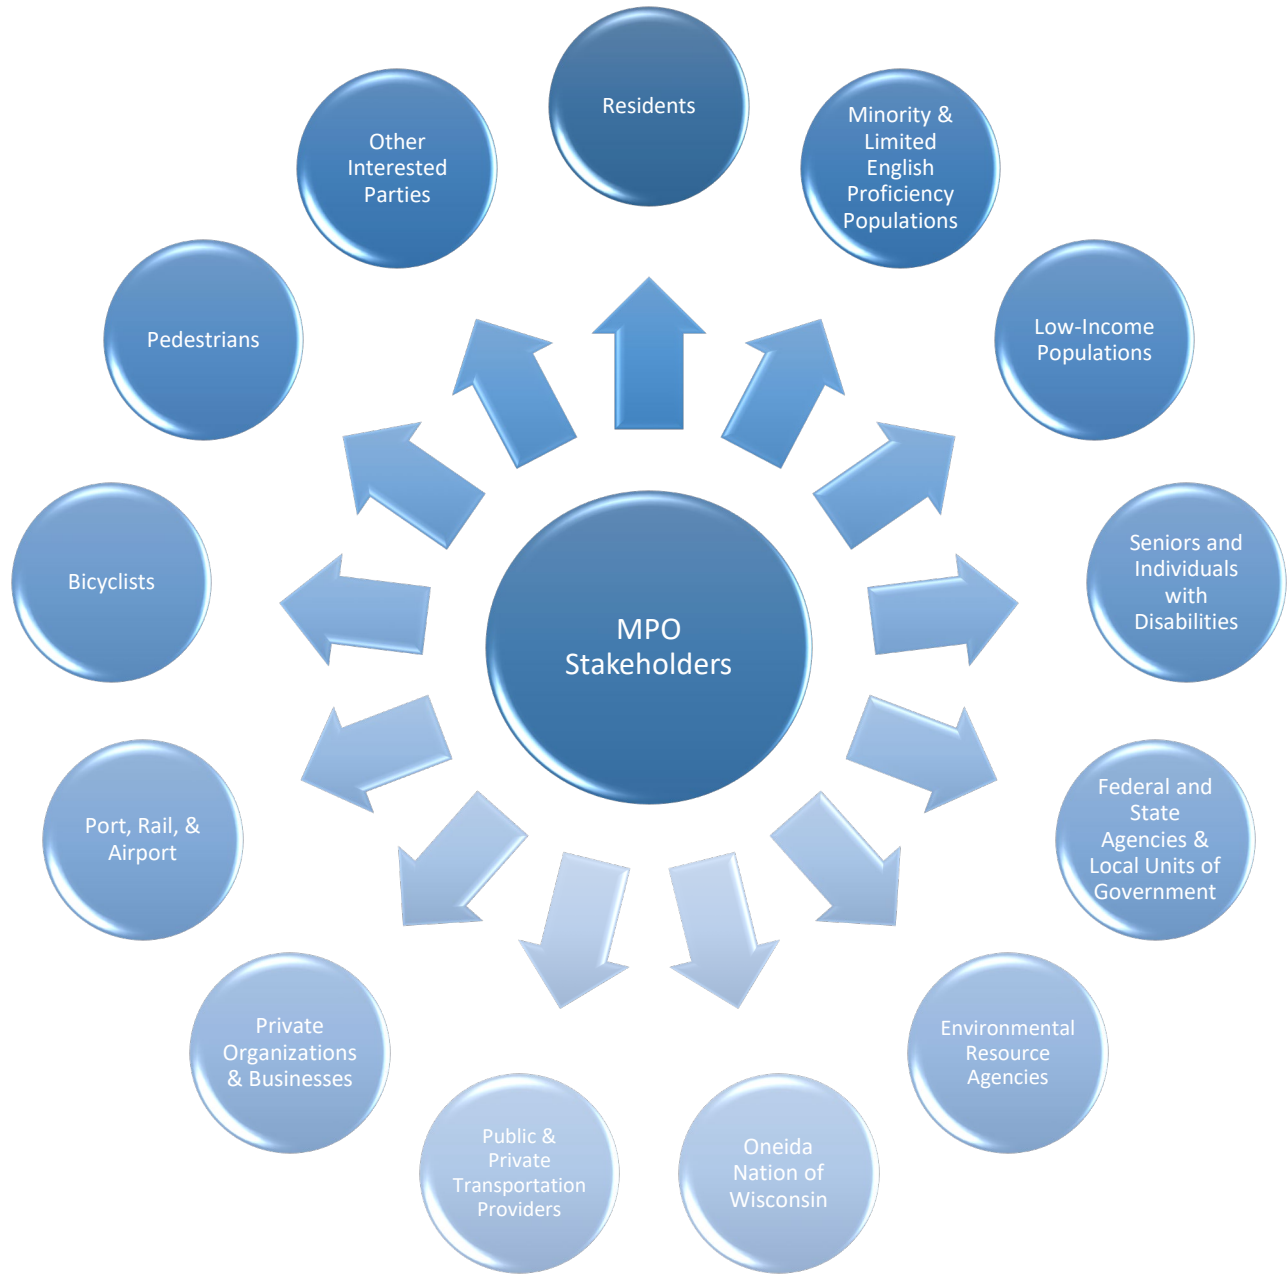 Residents
Minority &
Limited
English
Proficiency
Populations
Low-Income
Populations
Seniors and
Individuals
with
Disabilities
Federal and
State
Agencies &
Local Units of
Government
Environmental
Resource
Agencies
Oneida
Nation of
Wisconsin
Public &
Private
Transportation
Providers
Private
Organizations
& Businesses
Port, Rail, &
Airport
Bicyclists
Pedestrians
Other
Interested
Parties
MPO
Stakeholders